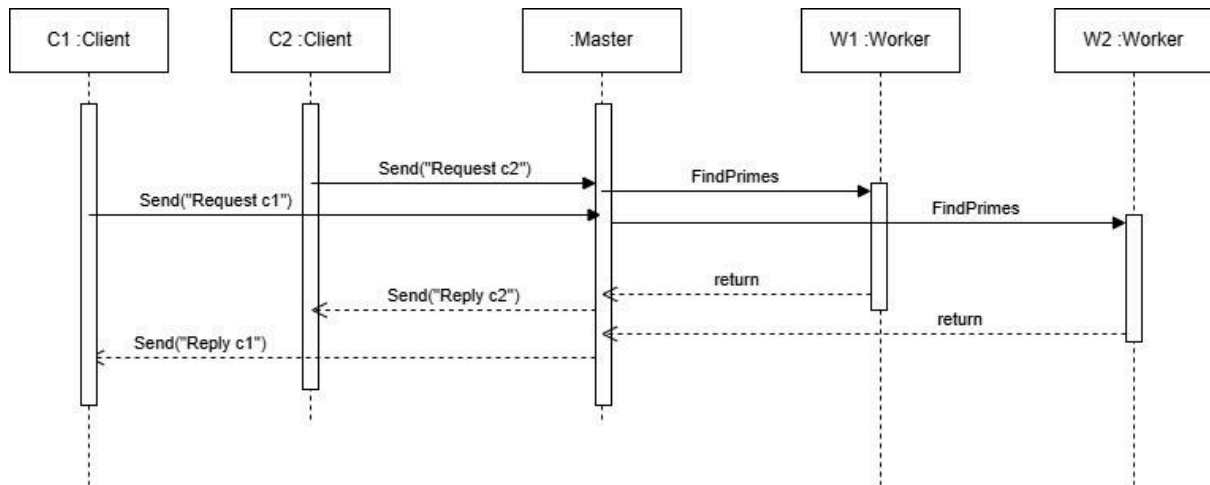 C1 :Client
C2 :Client
:Master
W1 :Worker
W2 :Worker
Send("Request c2")
FindPrimes
Send("Request c1")
FindPrimes
return
Send("Reply c2")
return
Send("Reply c1")